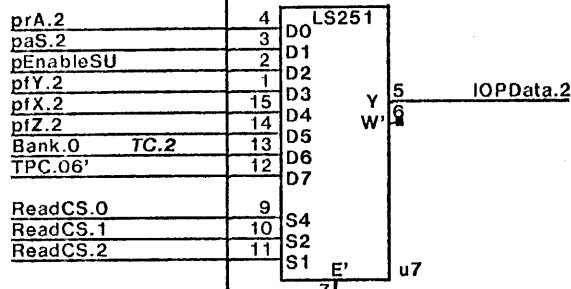 LS251
prA.2 4 D0
paS.2 3 D1
pEnableSU 2 D2
pfY.2 1 D3
pfX.2 15 D4
pfZ.2 14 D5
Bank.0 TC.2 13 D6
TPC.06' 12 D7
Y 5 IOPData.2
W' 6
ReadCS.0 9 S4
ReadCS.1 10 S2
ReadCS.2 11 S1
E' u7
7